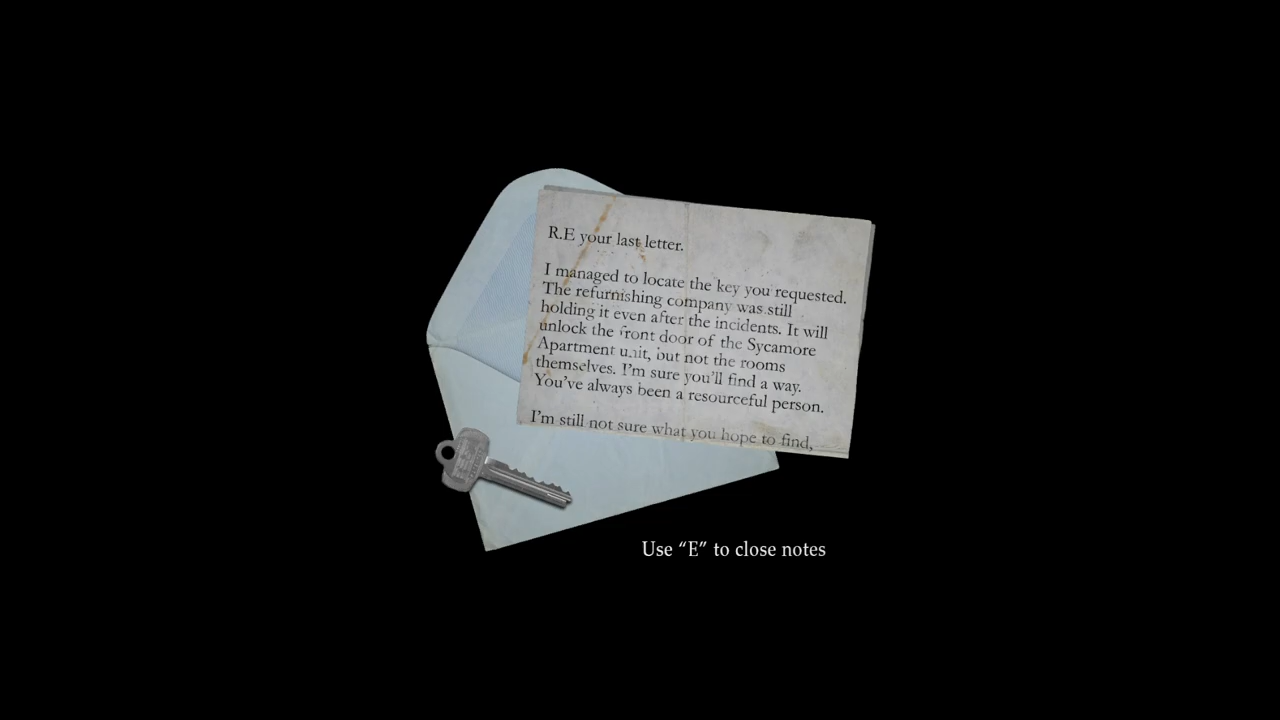 R.E your last letter.
I managed to locate the key you requested.
The refurnishing company was still
holding it even after the incidents. It will
unlock the front door of the Sycamore
Apartment unit, but not the rooms
themselves. I'm sure you'll find a way.
You've always been a resourceful person.
I'm still not sure what you hope to find,
Use “E” to close notes